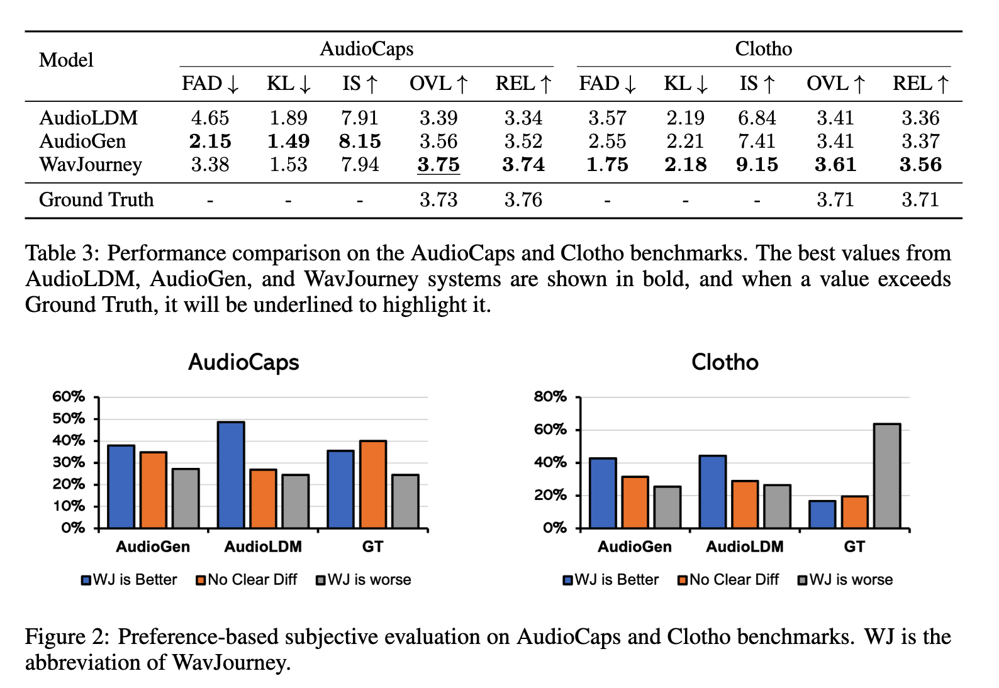 Model AudioCaps Clotho
FAD ↓ KL ↓ IS ↑ OVL ↑ REL ↑ FAD ↓ KL ↓ IS ↑ OVL ↑ REL ↑
AudioLDM 4.65 1.89 7.91 3.39 3.34 3.57 2.19 6.84 3.41 3.36
AudioGen 2.15 1.49 8.15 3.56 3.52 2.55 2.21 7.41 3.41 3.37
WavJourney 3.38 1.53 7.94 3.75 3.74 1.75 2.18 9.15 3.61 3.56
Ground Truth - - - 3.73 3.76 - - - 3.71 3.71
Table 3: Performance comparison on the AudioCaps and Clotho benchmarks. The best values from
AudioLDM, AudioGen, and WavJourney systems are shown in bold, and when a value exceeds
Ground Truth, it will be underlined to highlight it.
AudioCaps
60%
50%
40%
30%
20%
10%
0%
AudioGen AudioLDM GT
WJ is Better No Clear Diff WJ is worse
Clotho
80%
60%
40%
20%
0%
AudioGen AudioLDM GT
WJ is Better No Clear Diff WJ is worse
Figure 2: Preference-based subjective evaluation on AudioCaps and Clotho benchmarks. WJ is the
abbreviation of WavJourney.